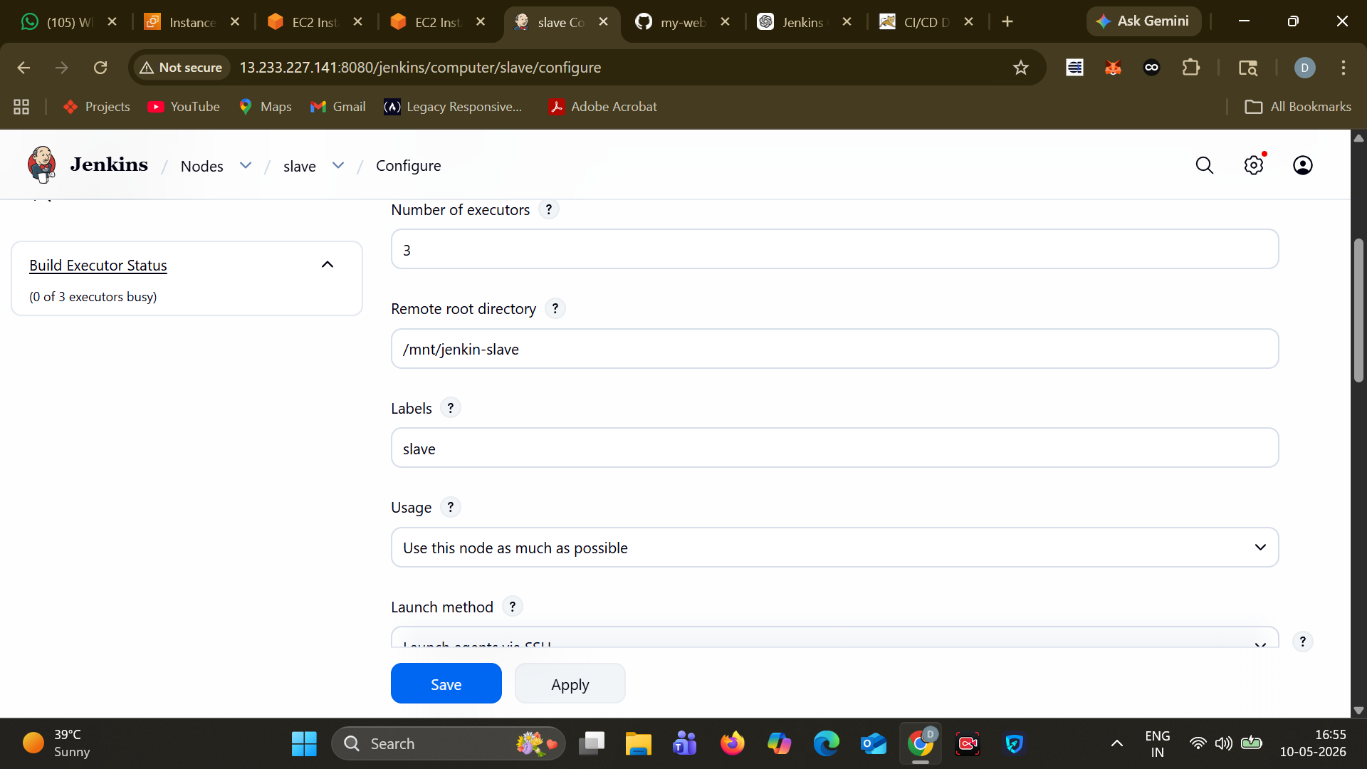 (105) W
Instance
EC2 Inst
EC2 Inst
slave Co
my-web
Jenkins
CI/CD D
Ask Gemini
Not secure
13.233.227.141:8080/jenkins/computer/slave/configure
D
Projects
YouTube
Maps
Gmail
Legacy Responsive...
Adobe Acrobat
All Bookmarks
Jenkins / Nodes / slave / Configure
Number of executors ?
3
Build Executor Status
(0 of 3 executors busy)
Remote root directory ?
/mnt/jenkin-slave
Labels ?
slave
Usage ?
Use this node as much as possible
Launch method ?
Launch agents via SSH
?
Save
Apply
39°C
Sunny
Search
D
ENG
IN
16:55
10-05-2026